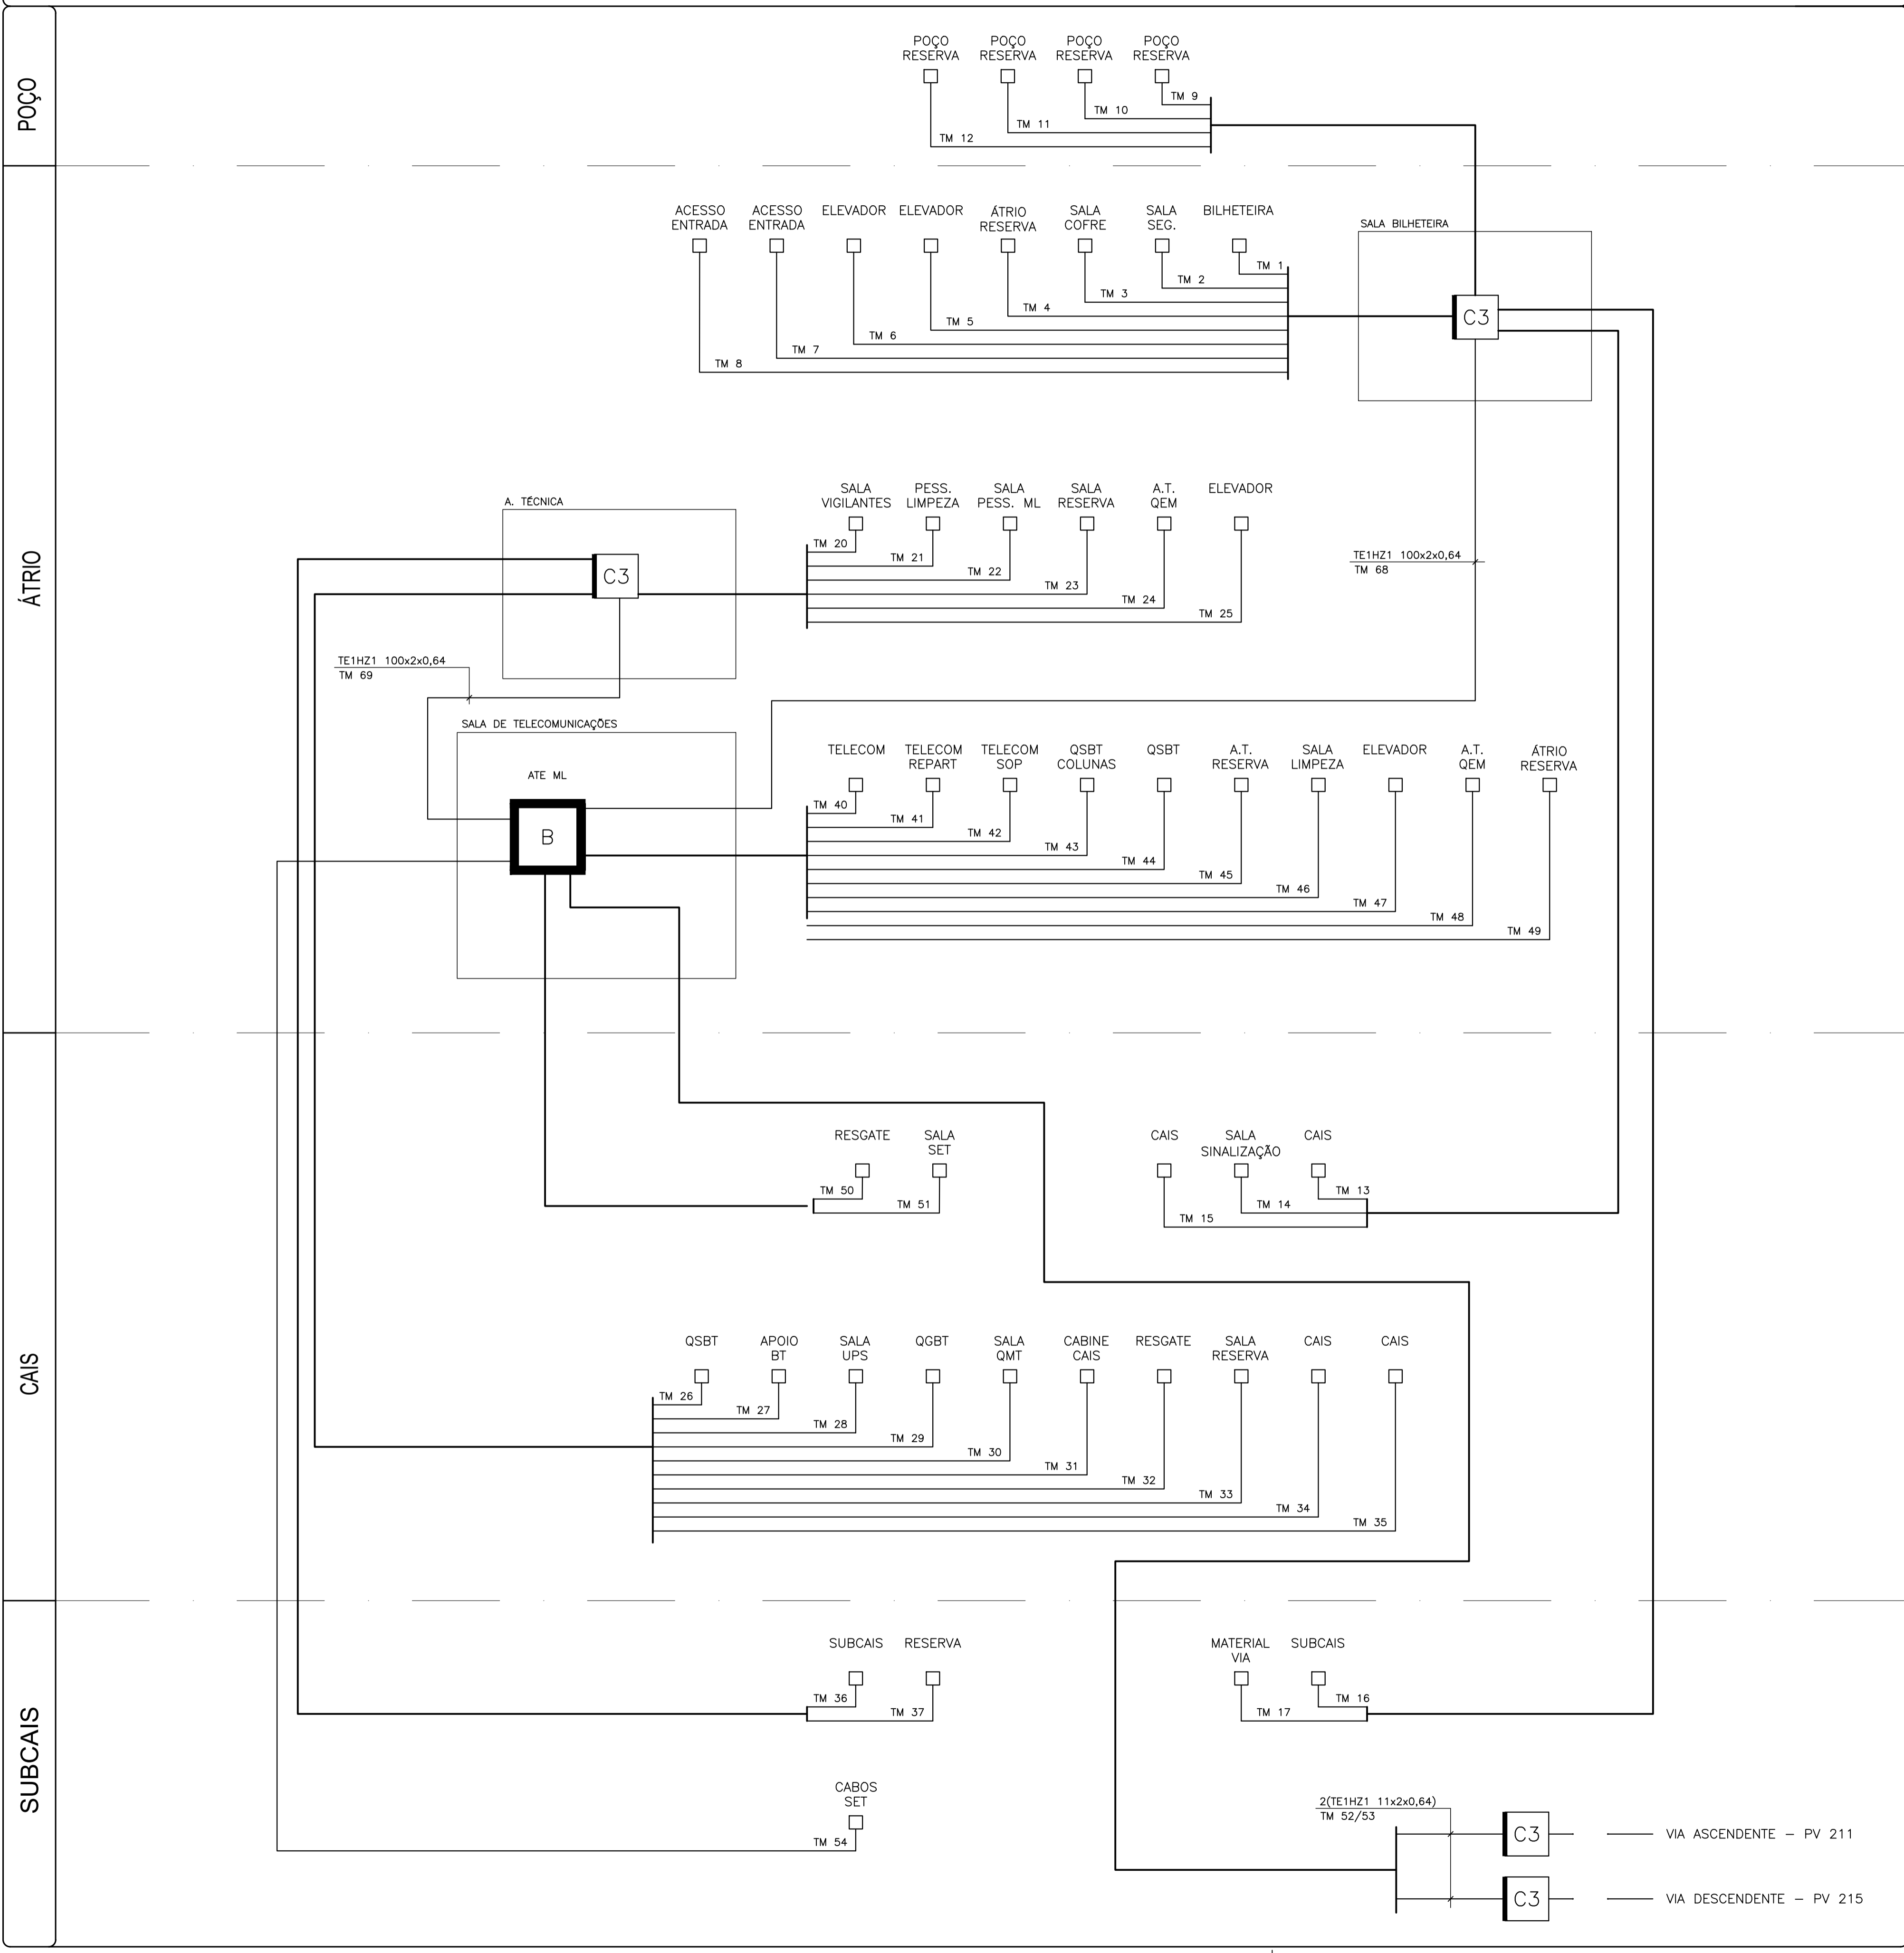 POÇO
POÇO
RESERVA
POÇO
RESERVA
POÇO
RESERVA
POÇO
RESERVA
TM 9
TM 10
TM 11
TM 12
ÁTRIO
ACESSO
ENTRADA
ACESSO
ENTRADA
ELEVADOR
ELEVADOR
ÁTRIO
RESERVA
SALA
COFRE
SALA
SEG.
BILHETEIRA
TM 1
TM 2
TM 3
TM 4
TM 5
TM 6
TM 7
TM 8
SALA BILHETEIRA
C3
A. TÉCNICA
C3
SALA
VIGILANTES
PESS.
LIMPEZA
SALA
PESS. ML
SALA
RESERVA
A.T.
QEM
ELEVADOR
TM 20
TM 21
TM 22
TM 23
TM 24
TM 25
TE1HZ1 100x2x0,64
TM 68
TE1HZ1 100x2x0,64
TM 69
SALA DE TELECOMUNICAÇÕES
ATE ML
B
TELECOM
TELECOM
REPART
TELECOM
SOP
QSBT
COLUNAS
QSBT
A.T.
RESERVA
SALA
LIMPEZA
ELEVADOR
A.T.
QEM
ÁTRIO
RESERVA
TM 40
TM 41
TM 42
TM 43
TM 44
TM 45
TM 46
TM 47
TM 48
TM 49
CAIS
RESGATE
SALA
SET
TM 50
TM 51
CAIS
SALA
SINALIZAÇÃO
CAIS
TM 13
TM 14
TM 15
QSBT
APOIO
BT
SALA
UPS
QGBT
SALA
QMT
CABINE
CAIS
RESGATE
SALA
RESERVA
CAIS
CAIS
TM 26
TM 27
TM 28
TM 29
TM 30
TM 31
TM 32
TM 33
TM 34
TM 35
SUBCAIS
SUBCAIS
RESERVA
TM 36
TM 37
MATERIAL
VIA
SUBCAIS
TM 16
TM 17
CABOS
SET
TM 54
2(TE1HZ1 11x2x0,64)
TM 52/53
C3
VIA ASCENDENTE - PV 211
C3
VIA DESCENDENTE - PV 215